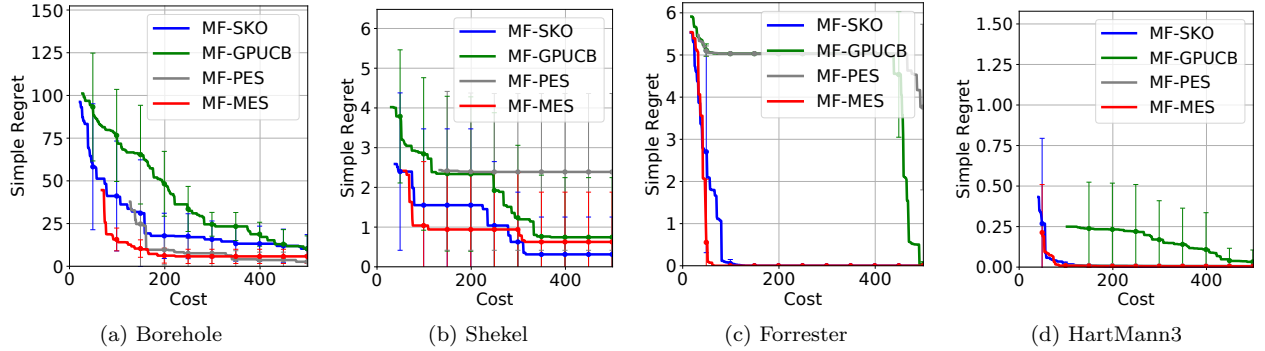 Simple Regret
150
125
100
75
50
25
0
MF-SKO
MF-GPUCB
MF-PES
MF-MES
0 200 400
Cost
(a) Borehole
Simple Regret
6
5
4
3
2
1
0
MF-SKO
MF-GPUCB
MF-PES
MF-MES
0 200 400
Cost
(b) Shekel
Simple Regret
6
5
4
3
2
1
0
MF-SKO
MF-GPUCB
MF-PES
MF-MES
0 200 400
Cost
(c) Forrester
Simple Regret
1.50
1.25
1.00
0.75
0.50
0.25
0.00
MF-SKO
MF-GPUCB
MF-PES
MF-MES
0 200 400
Cost
(d) HartMann3